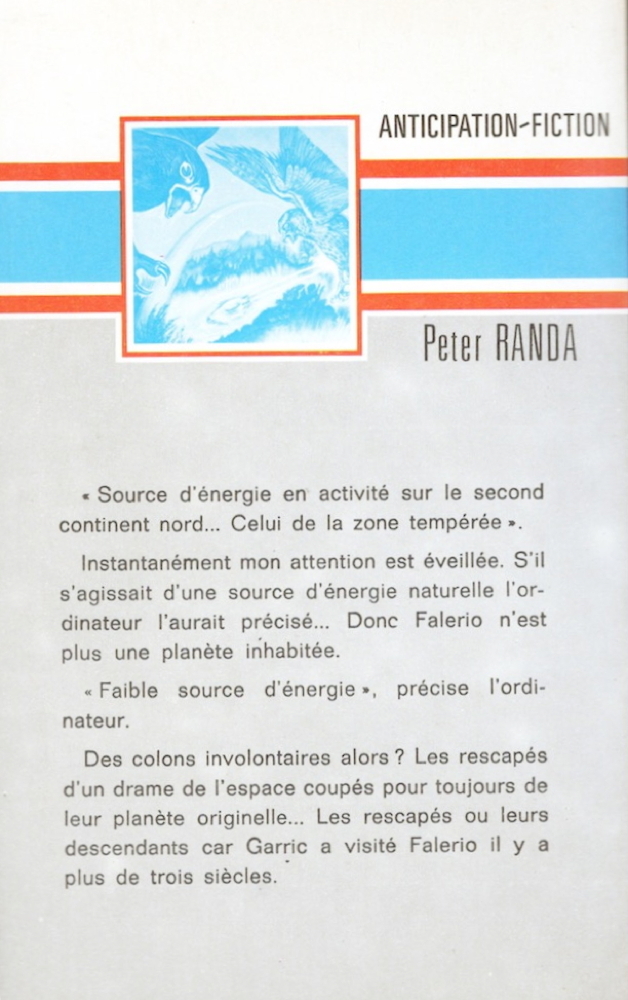 ANTICIPATION-FICTION
Peter RANDA
« Source d'énergie en activité sur le second
continent nord... Celui de la zone tempérée ».
Instantanément mon attention est éveillée. S'il
s'agissait d'une source d'énergie naturelle l'or-
dinateur l'aurait précisé... Donc Falerio n'est
plus une planète inhabitée.
« Faible source d'énergie », précise l'ordi-
nateur.
Des colons involontaires alors ? Les rescapés
d'un drame de l'espace coupés pour toujours de
leur planète originelle... Les rescapés ou leurs
descendants car Garric a visité Falerio il y a
plus de trois siècles.